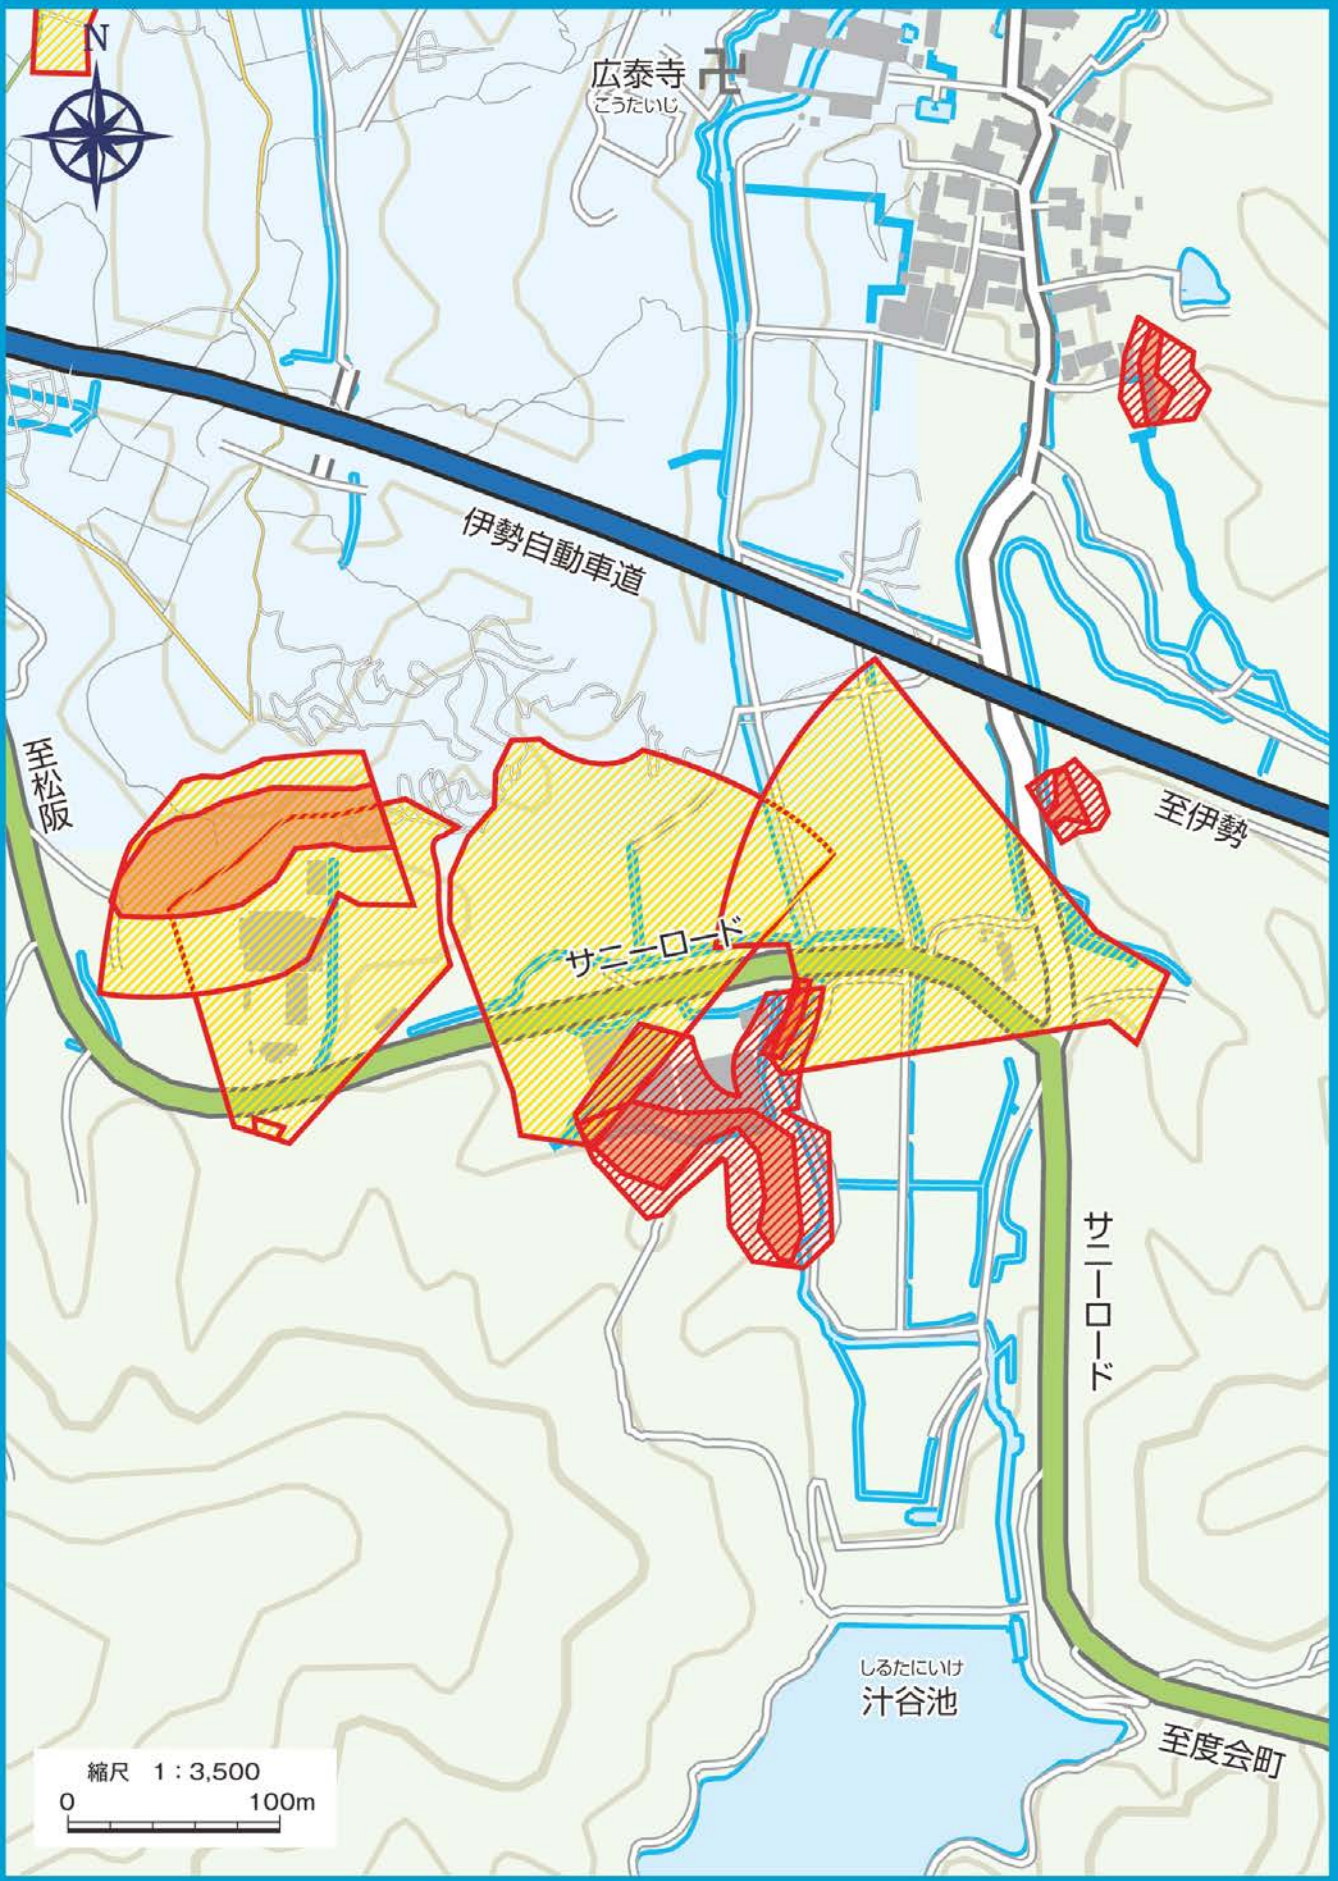 N
広泰寺
こうたいじ
伊勢自動車道
至松阪
至伊勢
サニーロード
サニーロード
しるたにいけ
汁谷池
至度会町
縮尺 1：3,500
0 100m